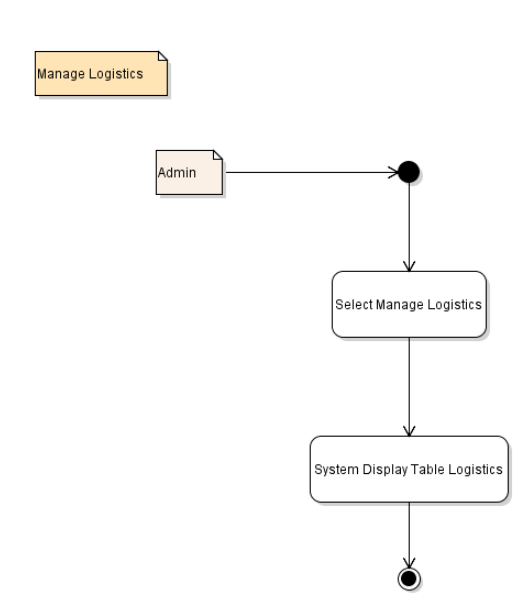 Manage Logistics
Admin
Select Manage Logistics
System Display Table Logistics